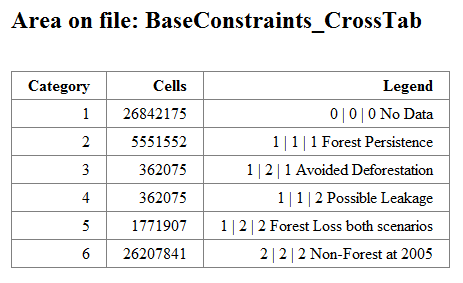 Area on file: BaseConstraints_CrossTab
Category Cells Legend
1 26842175 0 | 0 | 0 No Data
2 5551552 1 | 1 | 1 Forest Persistence
3 362075 1 | 2 | 1 Avoided Deforestation
4 362075 1 | 1 | 2 Possible Leakage
5 1771907 1 | 2 | 2 Forest Loss both scenarios
6 26207841 2 | 2 | 2 Non-Forest at 2005